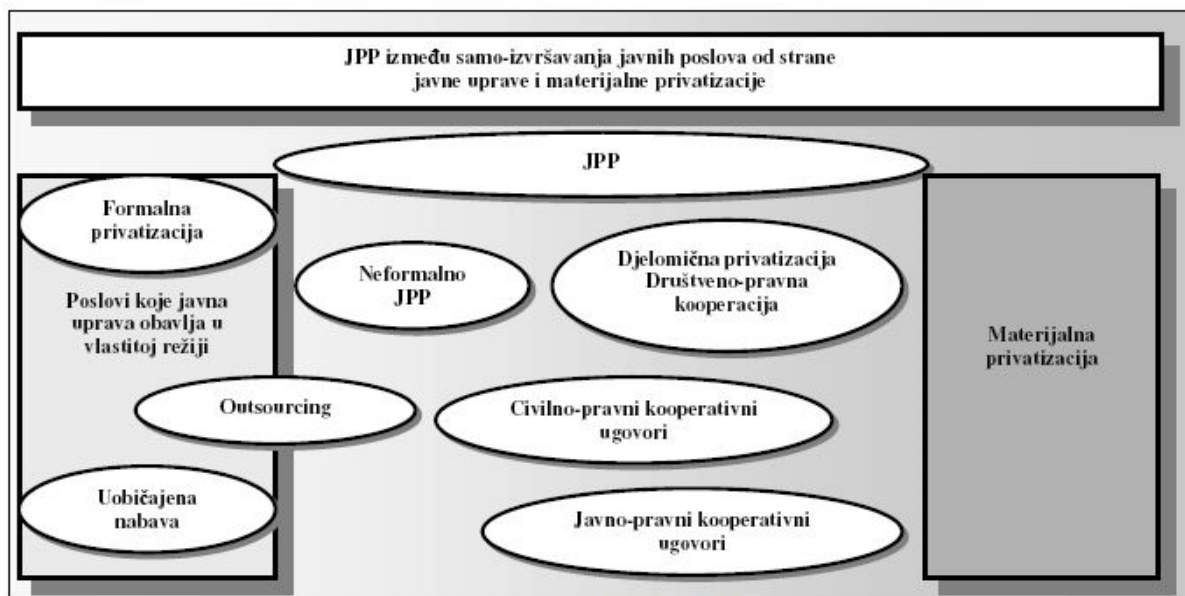 JPP između samo-izvršavanja javnih poslova od strane
javne uprave i materijalne privatizacije
JPP
Formalna
privatizacija
Neformalno
JPP
Djelomična privatizacija
Društveno-pravna
kooperacija
Poslovi koje javna
uprava obavlja u
vlastitoj režiji
Materijalna
privatizacija
Outsourcing
Civilno-pravni kooperativni
ugovori
Uobičajena
nabava
Javno-pravni kooperativni
ugovori